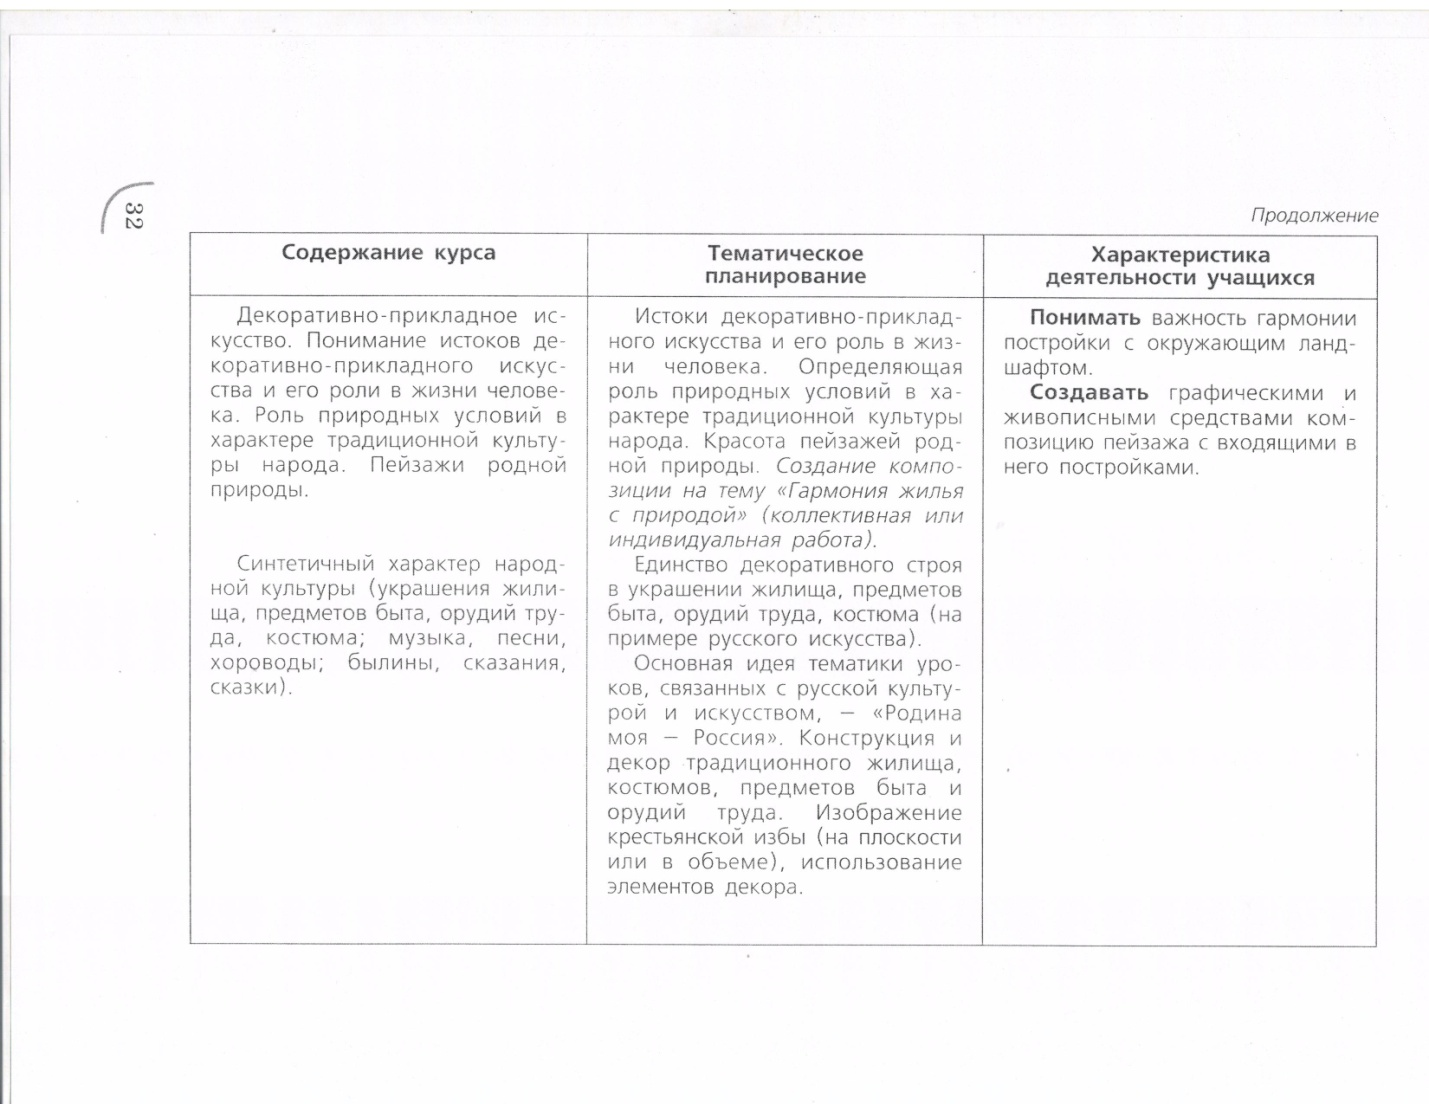 32
Продолжение
Содержание курса
Тематическое
планирование
Характеристика
деятельности учащихся
Декоративно-прикладное ис-
кусство. Понимание истоков де-
коративно-прикладного искус-
ства и его роли в жизни челове-
ка. Роль природных условий в
характере традиционной культу-
ры народа. Пейзажи родной
природы.
Синтетичный характер народ-
ной культуры (украшения жили-
ща, предметов быта, орудий тру-
да, костюма; музыка, песни,
хороводы; былины, сказания,
сказки).
Истоки декоративно-приклад-
ного искусства и его роль в жиз-
ни человека. Определяющая
роль природных условий в ха-
рактере традиционной культуры
народа. Красота пейзажей род-
ной природы. Создание компо-
зиции на тему «Гармония жилья
с природой» (коллективная или
индивидуальная работа).
Единство декоративного строя
в украшении жилища, предметов
быта, орудий труда, костюма (на
примере русского искусства).
Основная идея тематики уро-
ков, связанных с русской культу-
рой и искусством, — «Родина
моя — Россия». Конструкция и
декор традиционного жилища,
костюмов, предметов быта и
орудий труда. Изображение
крестьянской избы (на плоскости
или в объеме), использование
элементов декора.
Понимать важность гармонии
постройки с окружающим ланд-
шафтом.
Создавать графическими и
живописными средствами ком-
позицию пейзажа с входящими в
него постройками.